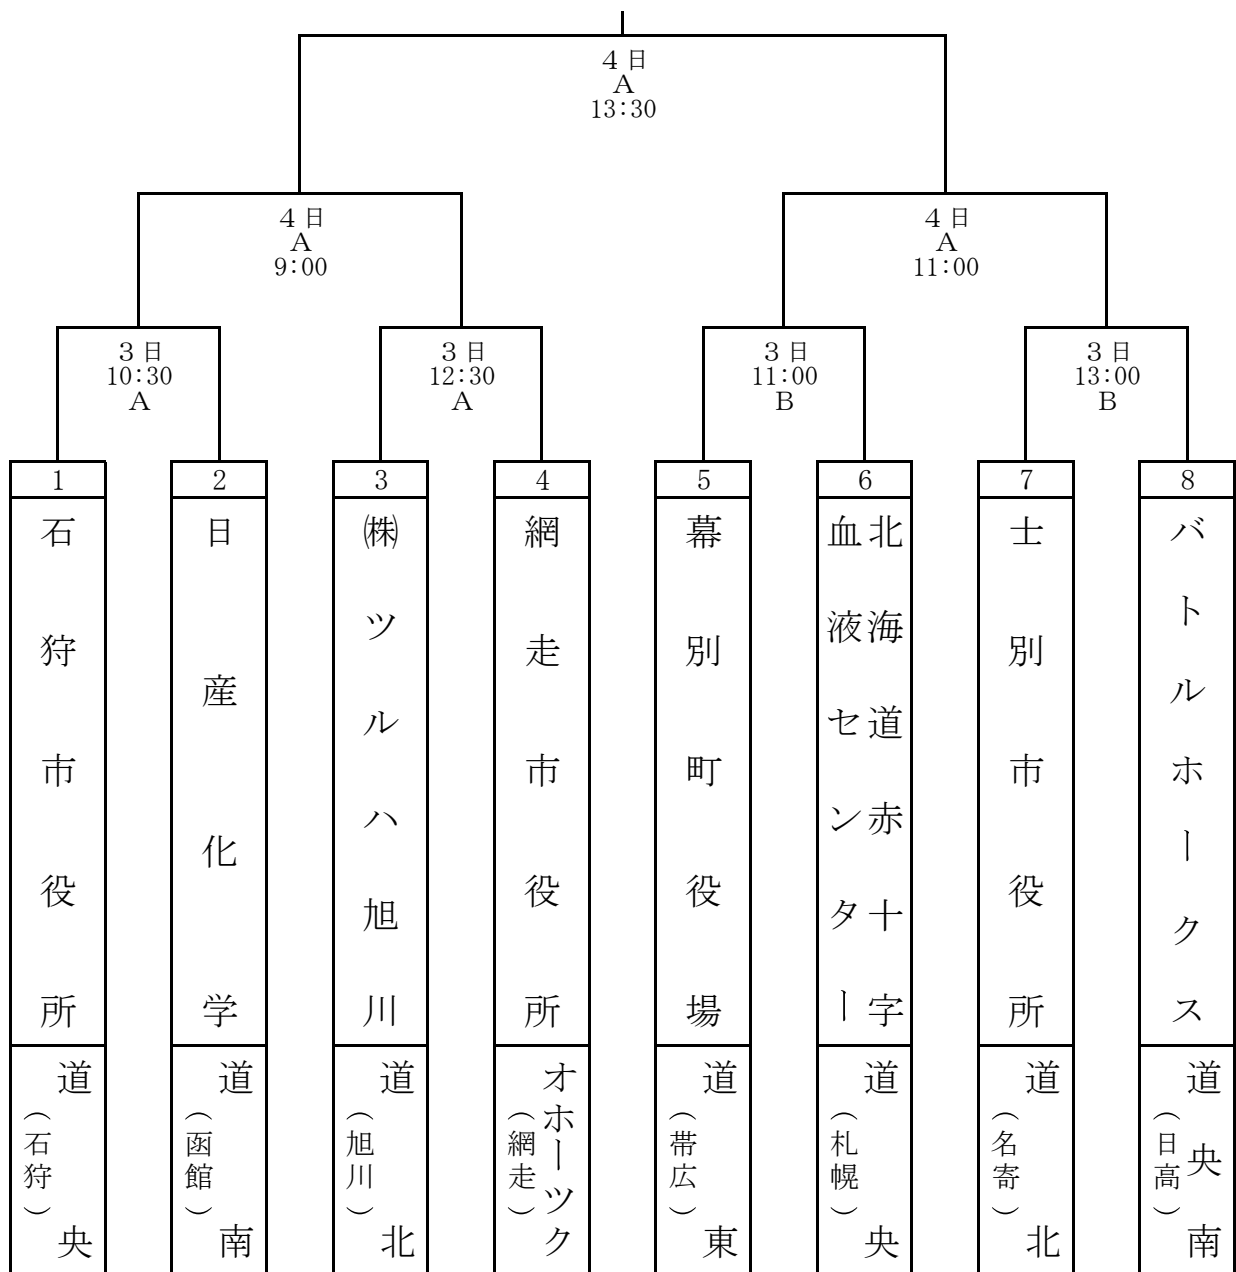 ４日
A
13:30
４日
A
9:00
４日
A
11:00
３日
10:30
A
３日
12:30
A
３日
11:00
B
３日
13:00
B
1
石狩市役所
道央
（石狩）
2
日産化学
道南
（函館）
3
㈱ツルハ旭川
道北
（旭川）
4
網走市役所
オホーツク
（網走）
5
幕別町役場
道東
（帯広）
6
北海道赤十字
血液センター
道央
（札幌）
7
士別市役所
道北
（名寄）
8
バトルホークス
道央南
（日高）